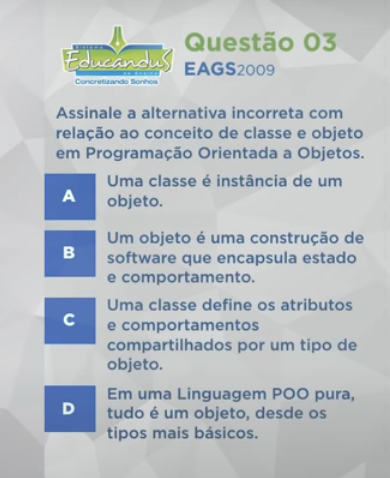 Sistema
Educandus
de Ensino
Concretizando Sonhos
Questão 03
EAGS2009
Assinale a alternativa incorreta com
relação ao conceito de classe e objeto
em Programação Orientada a Objetos.
A
Uma classe é instância de um
objeto.
B
Um objeto é uma construção de
software que encapsula estado
e comportamento.
C
Uma classe define os atributos
e comportamentos
compartilhados por um tipo de
objeto.
D
Em uma Linguagem POO pura,
tudo é um objeto, desde os
tipos mais básicos.